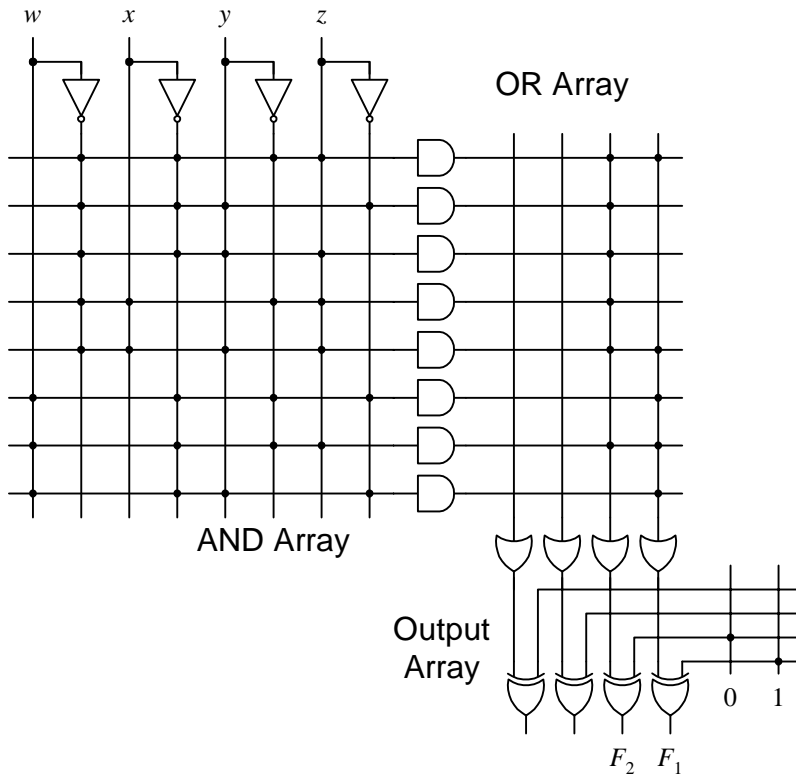 w x y z
OR Array
AND Array
Output
Array
0 1
F₂ F₁